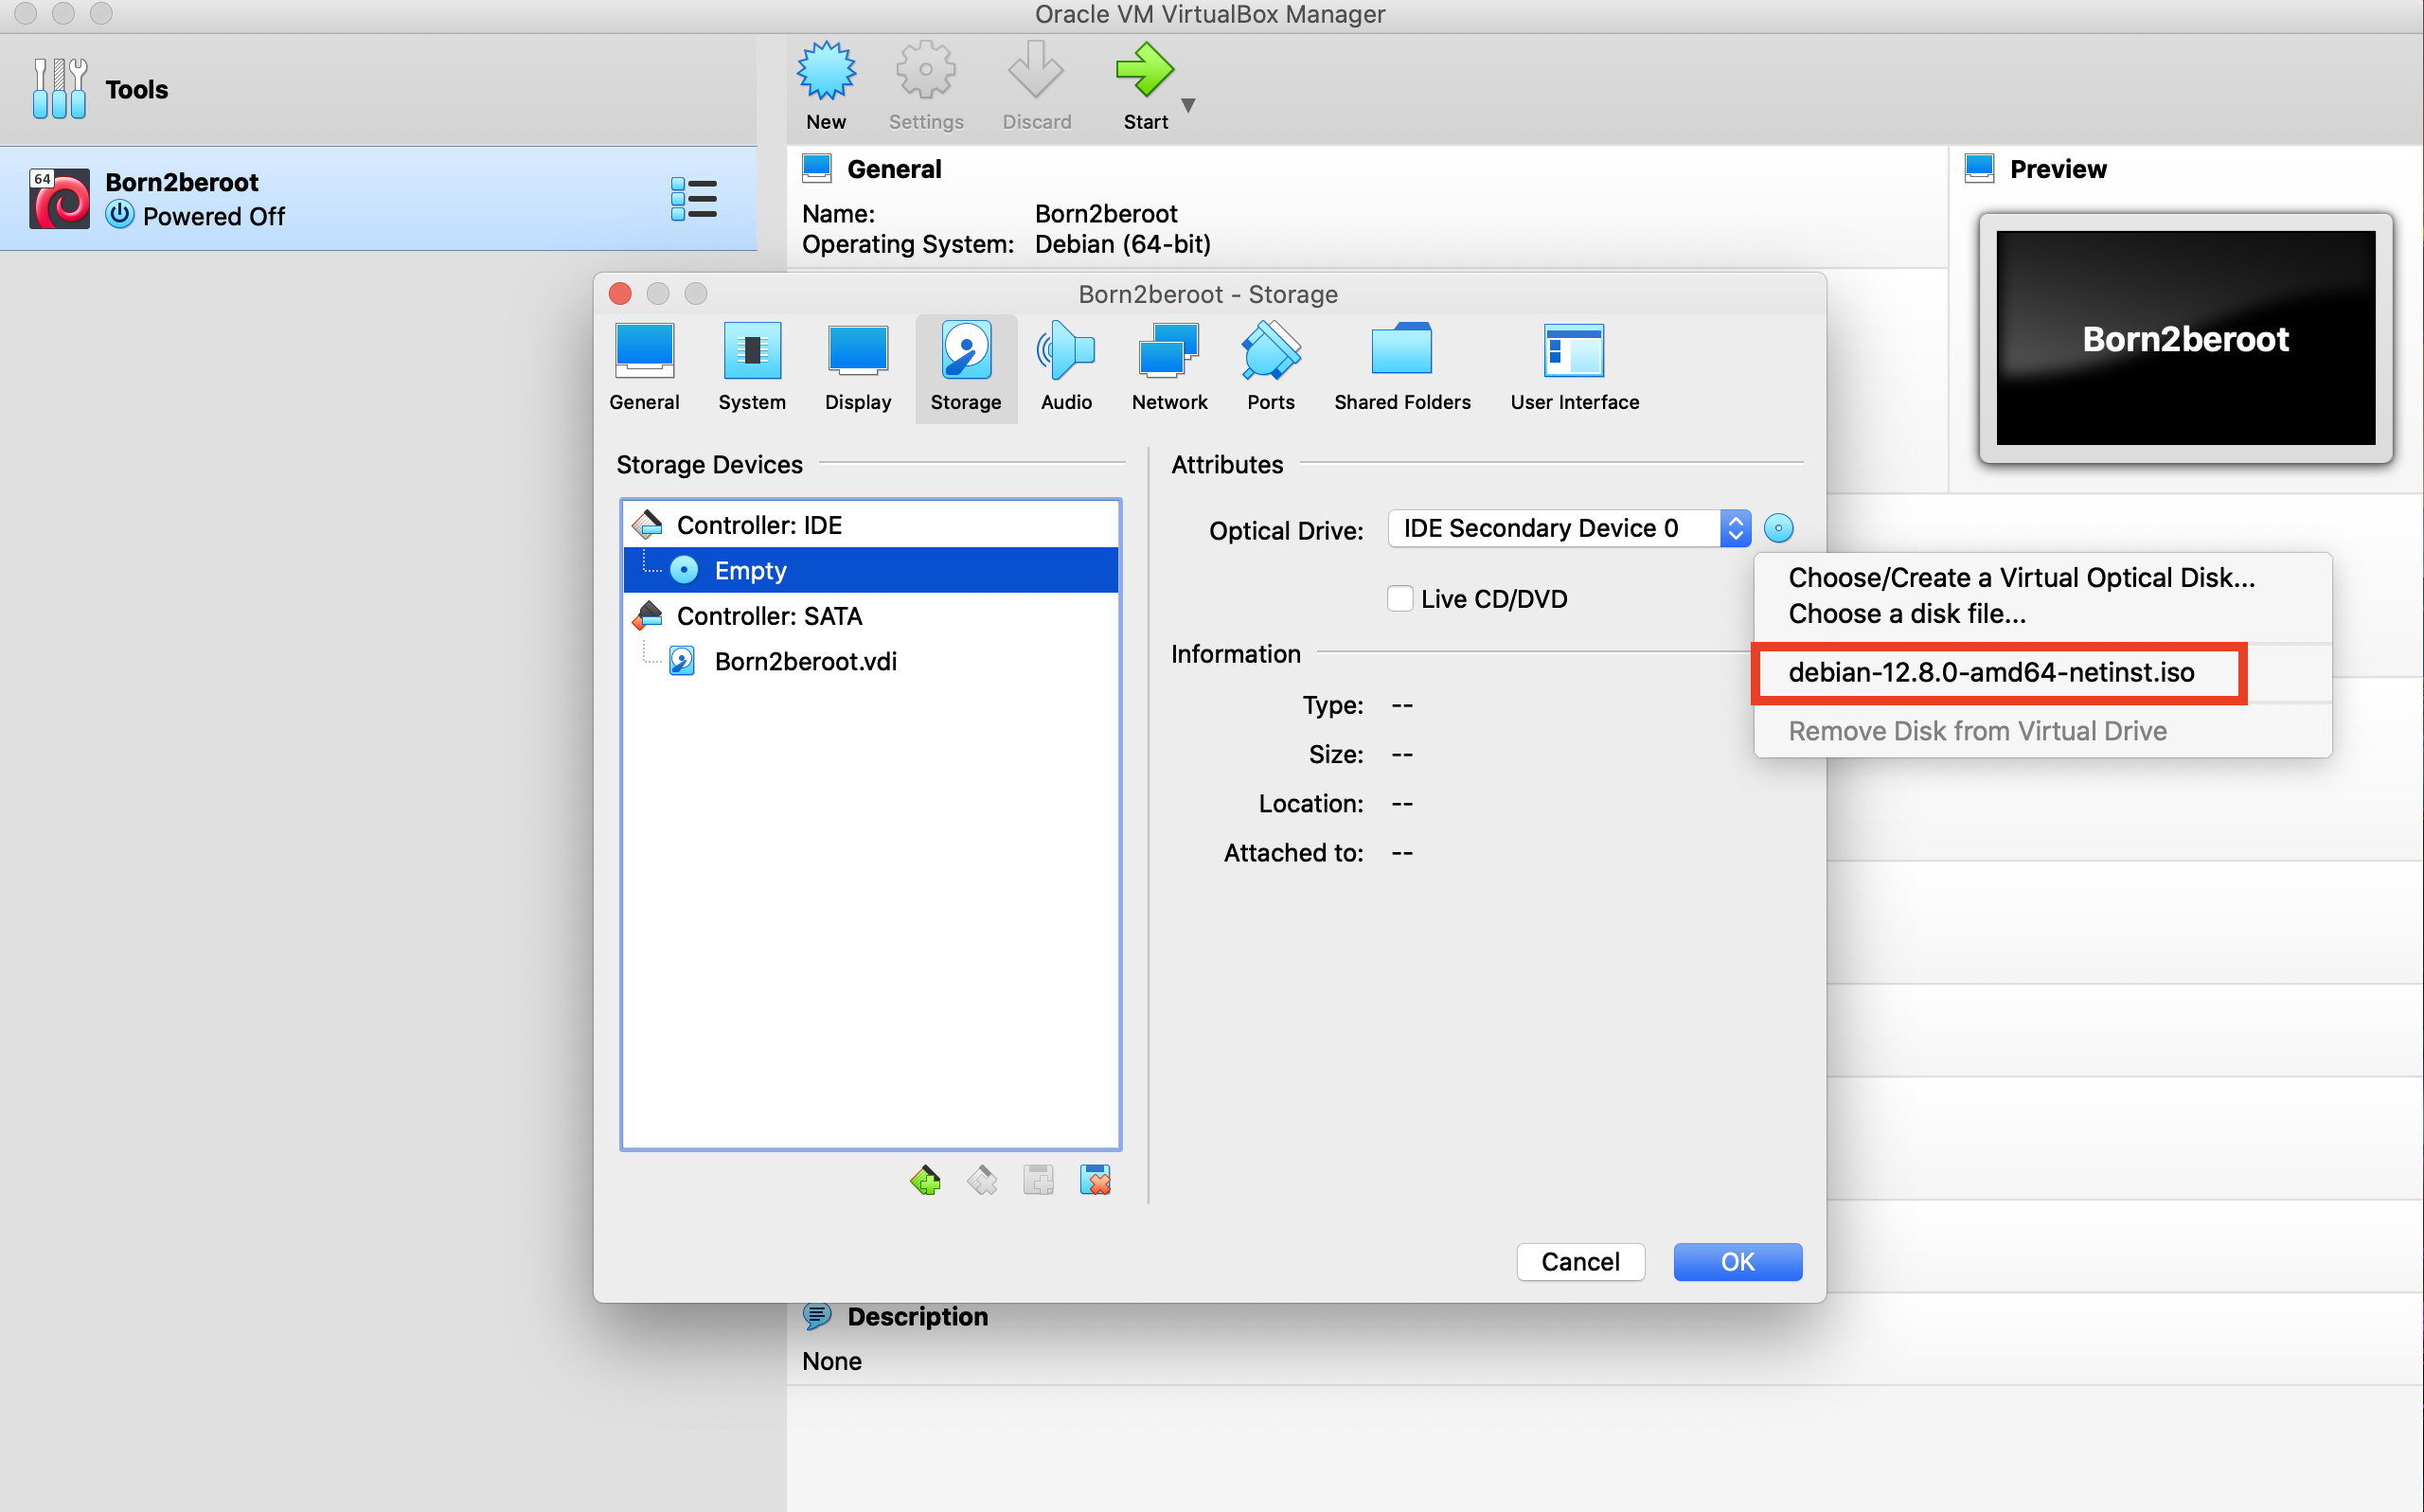 Oracle VM VirtualBox Manager
Tools
New
Settings
Discard
Start
64
Born2beroot
Powered Off
General
Name: Born2beroot
Operating System: Debian (64-bit)
Preview
Born2beroot
Born2beroot - Storage
General
System
Display
Storage
Audio
Network
Ports
Shared Folders
User Interface
Storage Devices
Controller: IDE
Empty
Controller: SATA
Born2beroot.vdi
Attributes
Optical Drive: IDE Secondary Device 0
Live CD/DVD
Information
Type: --
Size: --
Location: --
Attached to: --
Choose/Create a Virtual Optical Disk...
Choose a disk file...
debian-12.8.0-amd64-netinst.iso
Remove Disk from Virtual Drive
Cancel
OK
Description
None